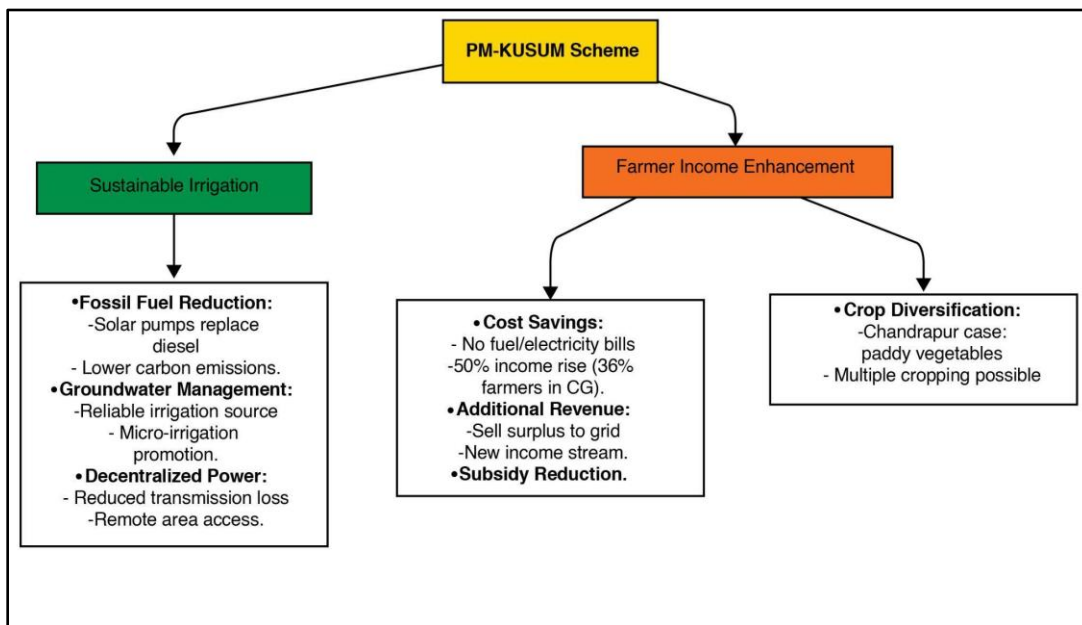 PM-KUSUM Scheme
Sustainable Irrigation
Farmer Income Enhancement
•Fossil Fuel Reduction:
-Solar pumps replace
diesel
- Lower carbon emissions.
•Groundwater Management:
-Reliable irrigation source
- Micro-irrigation
promotion.
•Decentralized Power:
- Reduced transmission loss
-Remote area access.
•Cost Savings:
- No fuel/electricity bills
-50% income rise (36%
farmers in CG).
•Additional Revenue:
-Sell surplus to grid
-New income stream.
•Subsidy Reduction.
•Crop Diversification:
-Chandrapur case:
paddy vegetables
- Multiple cropping possible